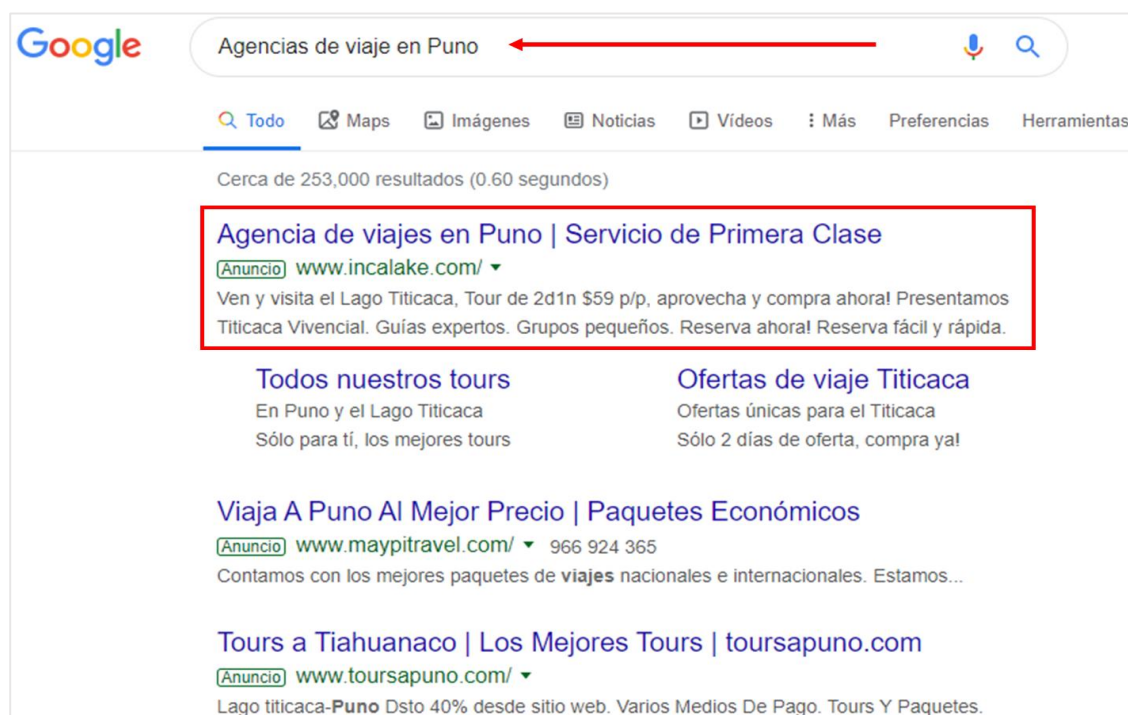 Google
Agencias de viaje en Puno
Todo Maps Imágenes Noticias Vídeos Más Preferencias Herramientas
Cerca de 253,000 resultados (0.60 segundos)
Agencia de viajes en Puno | Servicio de Primera Clase
Anuncio www.incalake.com/
Ven y visita el Lago Titicaca, Tour de 2d1n $59 p/p, aprovecha y compra ahora! Presentamos
Titicaca Vivencial. Guías expertos. Grupos pequeños. Reserva ahora! Reserva fácil y rápida.
Todos nuestros tours
En Puno y el Lago Titicaca
Sólo para tí, los mejores tours
Ofertas de viaje Titicaca
Ofertas únicas para el Titicaca
Sólo 2 días de oferta, compra ya!
Viaja A Puno Al Mejor Precio | Paquetes Económicos
Anuncio www.maypitravel.com/ 966 924 365
Contamos con los mejores paquetes de viajes nacionales e internacionales. Estamos...
Tours a Tiahuanaco | Los Mejores Tours | toursapuno.com
Anuncio www.toursapuno.com/
Lago titicaca-Puno Dsto 40% desde sitio web. Varios Medios De Pago. Tours Y Paquetes.